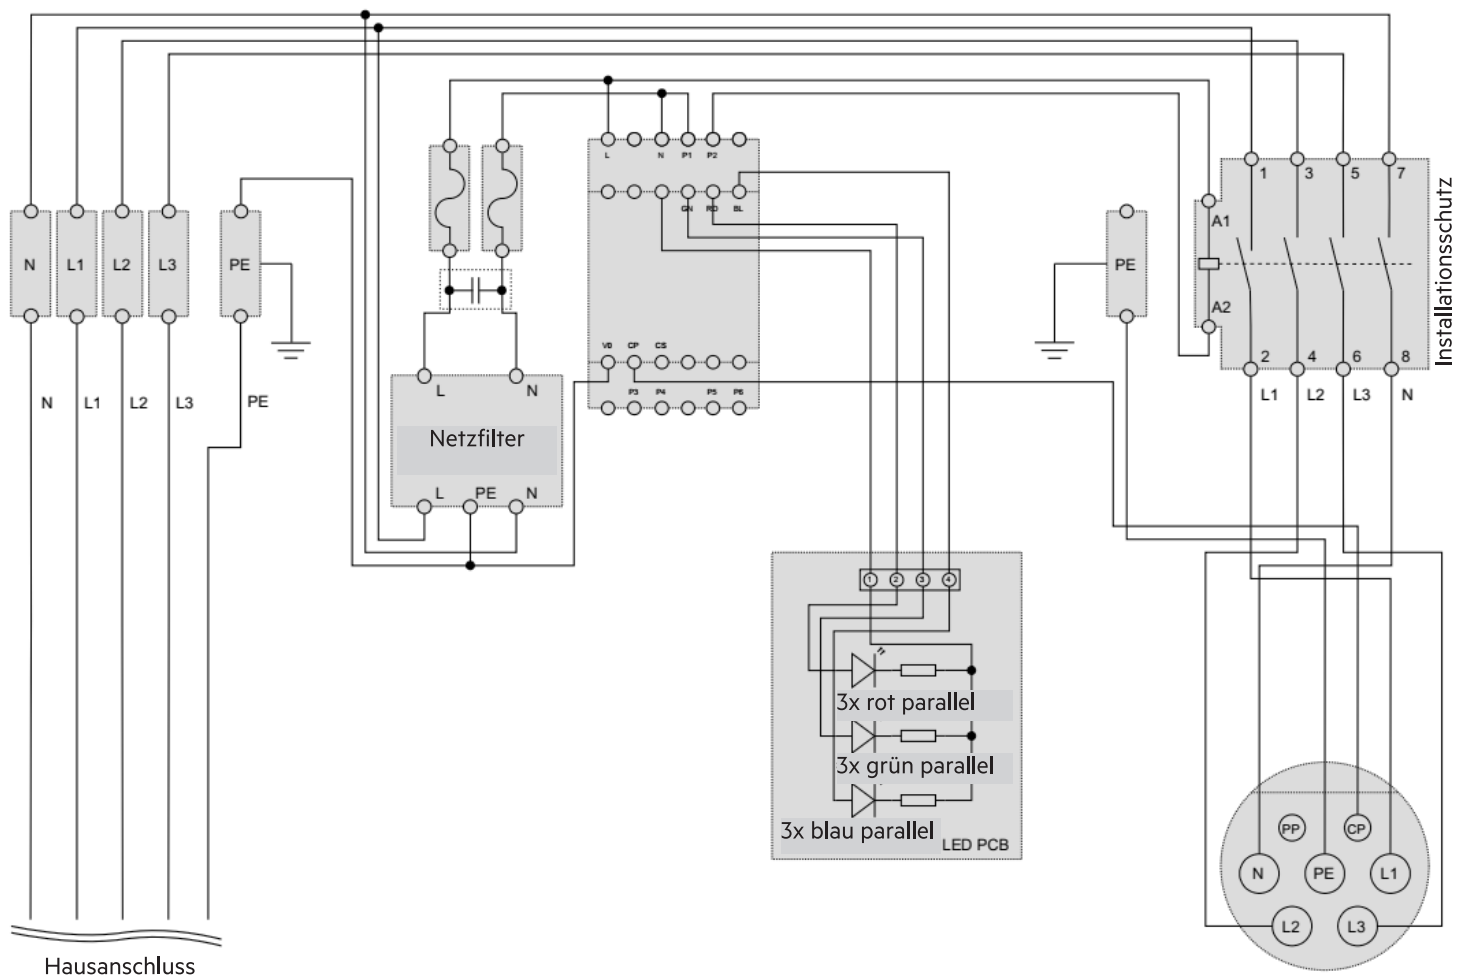 L N P1 P2
1 3 5 7
GN RD BL
A1
N L1 L2 L3 PE
PE
Installationsschutz
A2
V0 CP CS
2 4 6 8
L N
P3 P4 P5 P6
L1 L2 L3 N
N L1 L2 L3 PE
Netzfilter
L PE N
1 2 3 4
3x rot parallel
3x grün parallel
3x blau parallel
LED PCB
PP CP
N PE L1
L2 L3
Hausanschluss